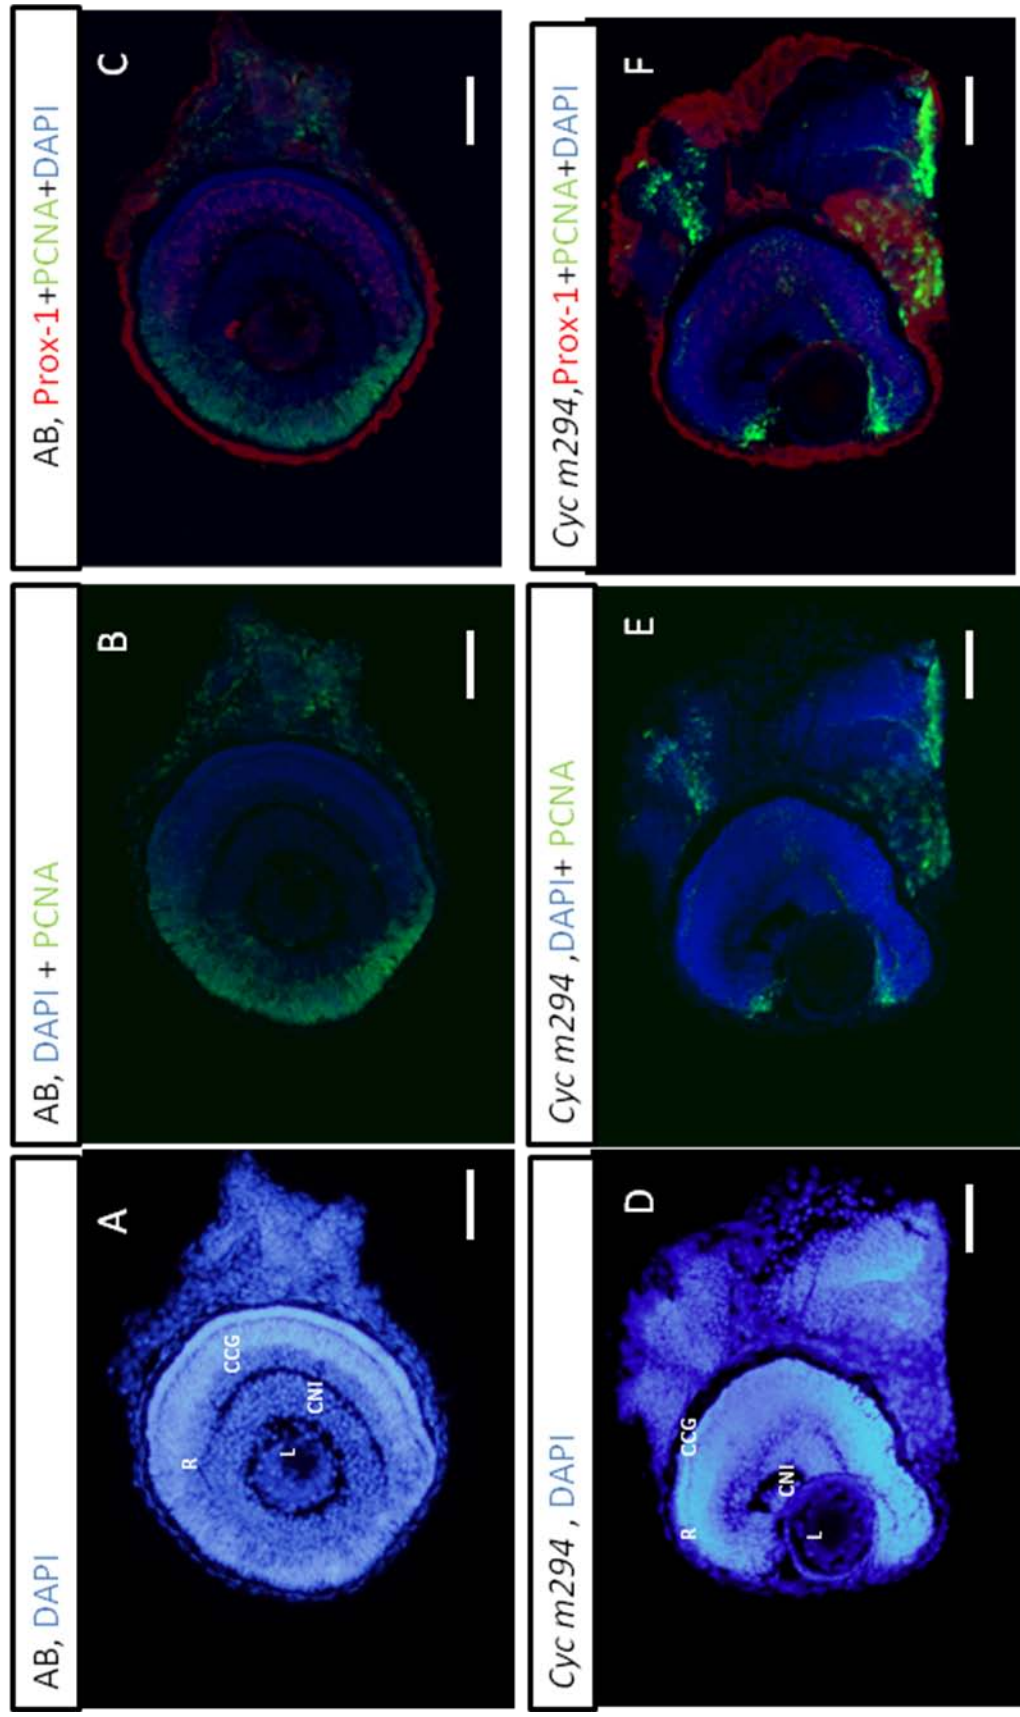 AB, DAPI
A
R
CCG
CNI
L
AB, DAPI + PCNA
B
AB, Prox-1+PCNA+DAPI
C
Cyc m294 , DAPI
D
R
CCG
CNI
L
Cyc m294 ,DAPI+ PCNA
E
Cyc m294,Prox-1+PCNA+DAPI
F